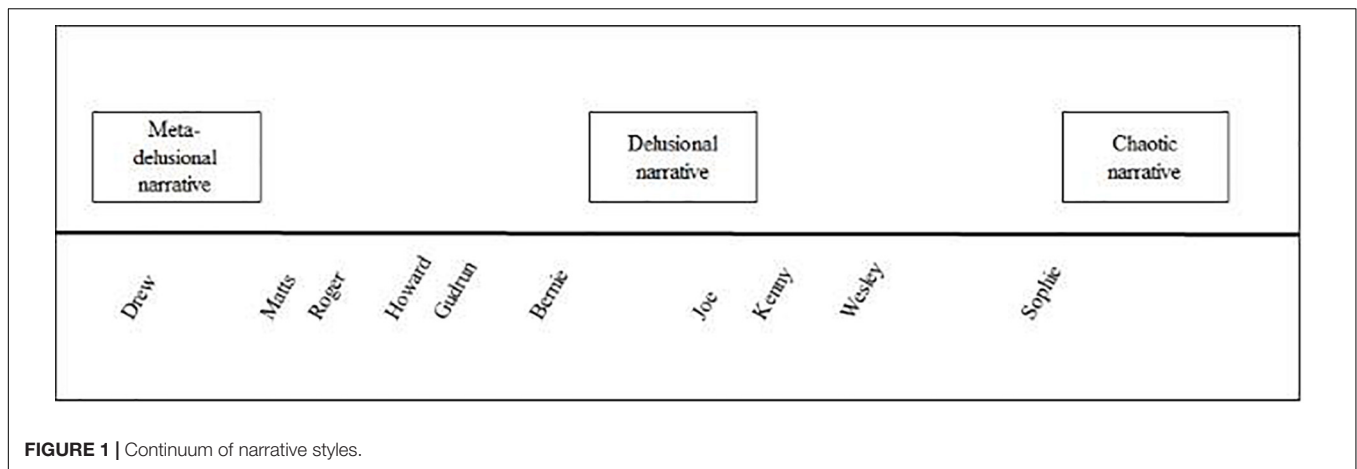 Meta-
delusional
narrative
Delusional
narrative
Chaotic
narrative
Drew
Matts
Roger
Howard
Gudrun
Bernie
Joe
Kenny
Wesley
Sophie
FIGURE 1 | Continuum of narrative styles.